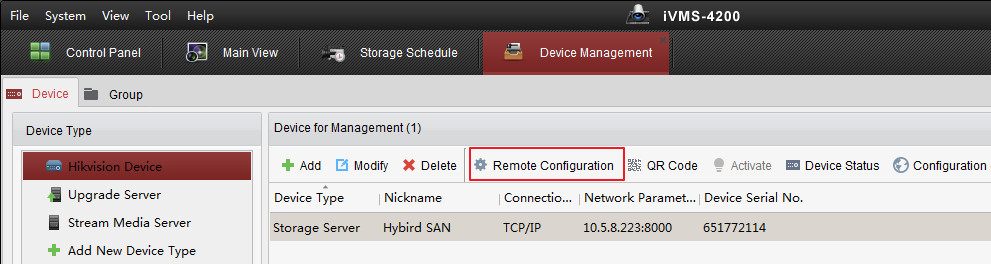 File System Tool Help iVMS-4200
Control Panel Main View Storage Schedule Device Management
Device Group
Device Type
Hikvision Device
Upgrade Server
Stream Media Server
Add New Device Type
Device for Management (1)
Add Modify Delete Remote Configuration QR Code Activate Device Status Configuration
Device Type Nickname Connectio... Network Paramet... Device Serial No.
Storage Server Hybird SAN TCP/IP 10.5.8.223:8000 651772114